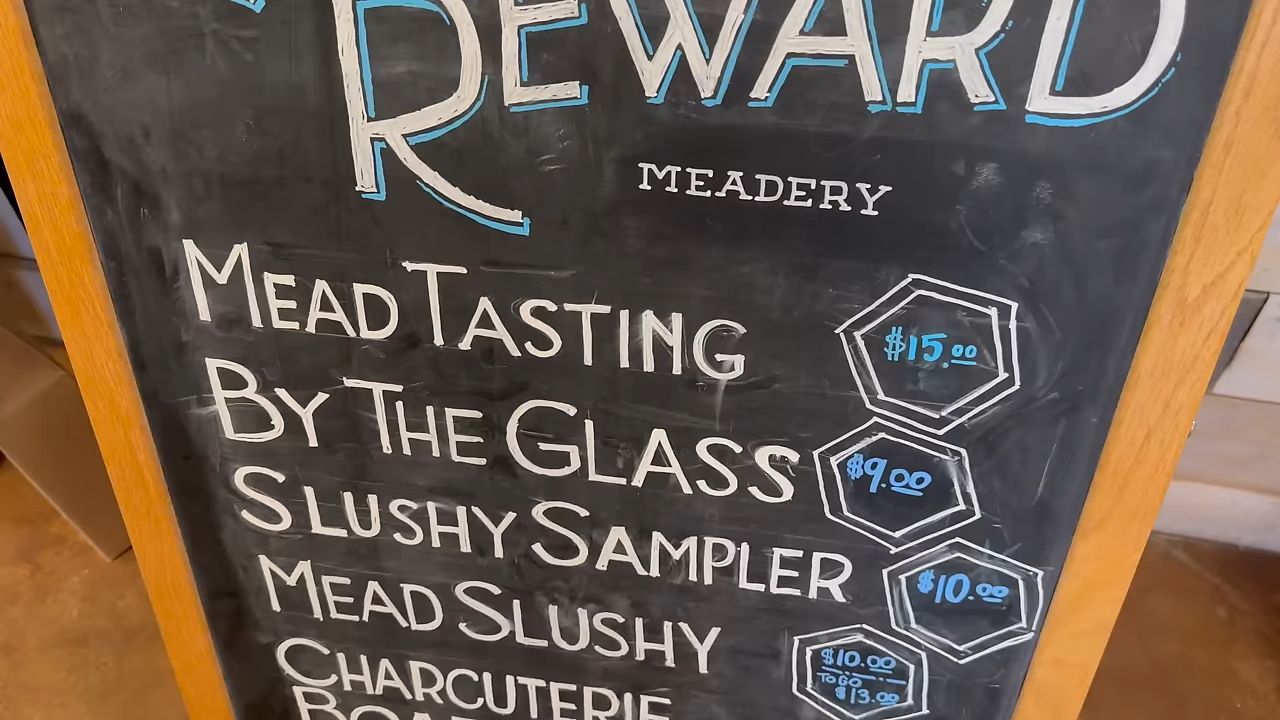 REWARD
MEADERY
MEAD TASTING $15.00
BY THE GLASS $9.00
SLUSHY SAMPLER $10.00
MEAD SLUSHY $10.00
TO GO
$13.00
CHARCUTERIE